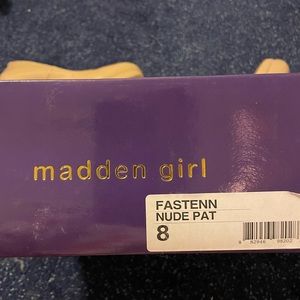 madden girl
FASTENN
NUDE PAT
8